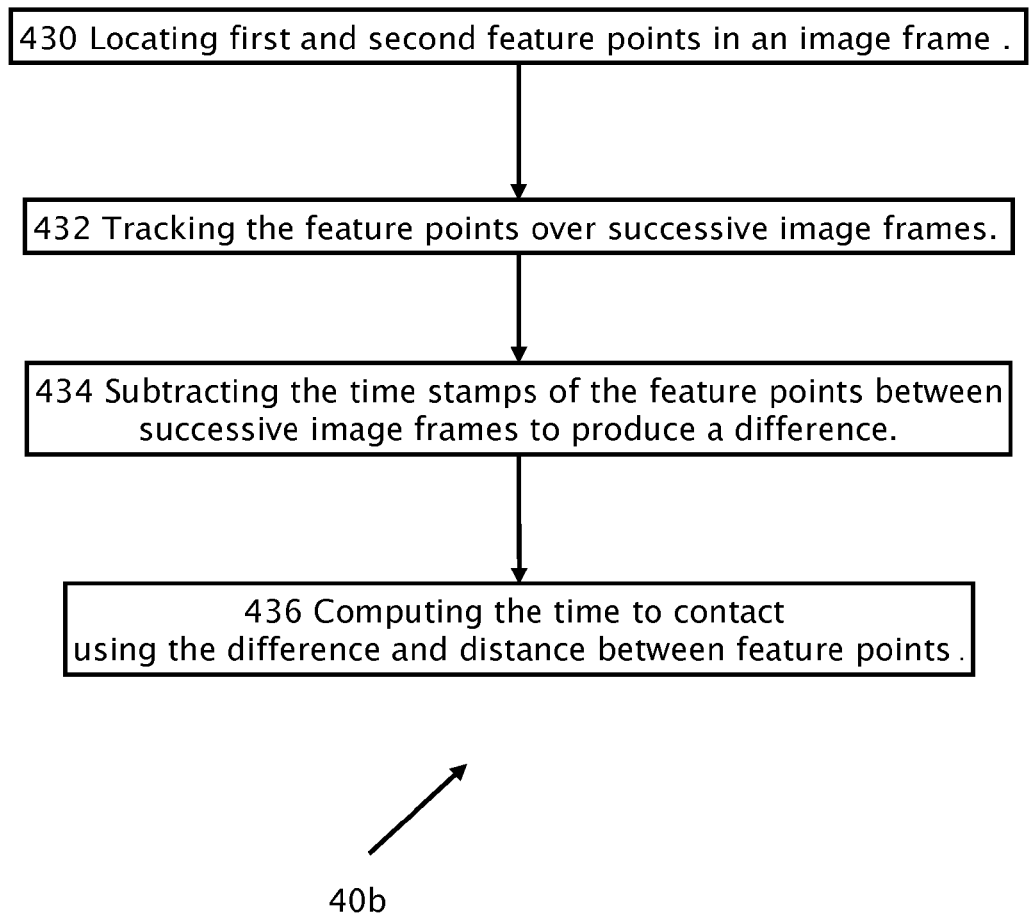 430 Locating first and second feature points in an image frame .
432 Tracking the feature points over successive image frames.
434 Subtracting the time stamps of the feature points between
successive image frames to produce a difference.
436 Computing the time to contact
using the difference and distance between feature points .
40b